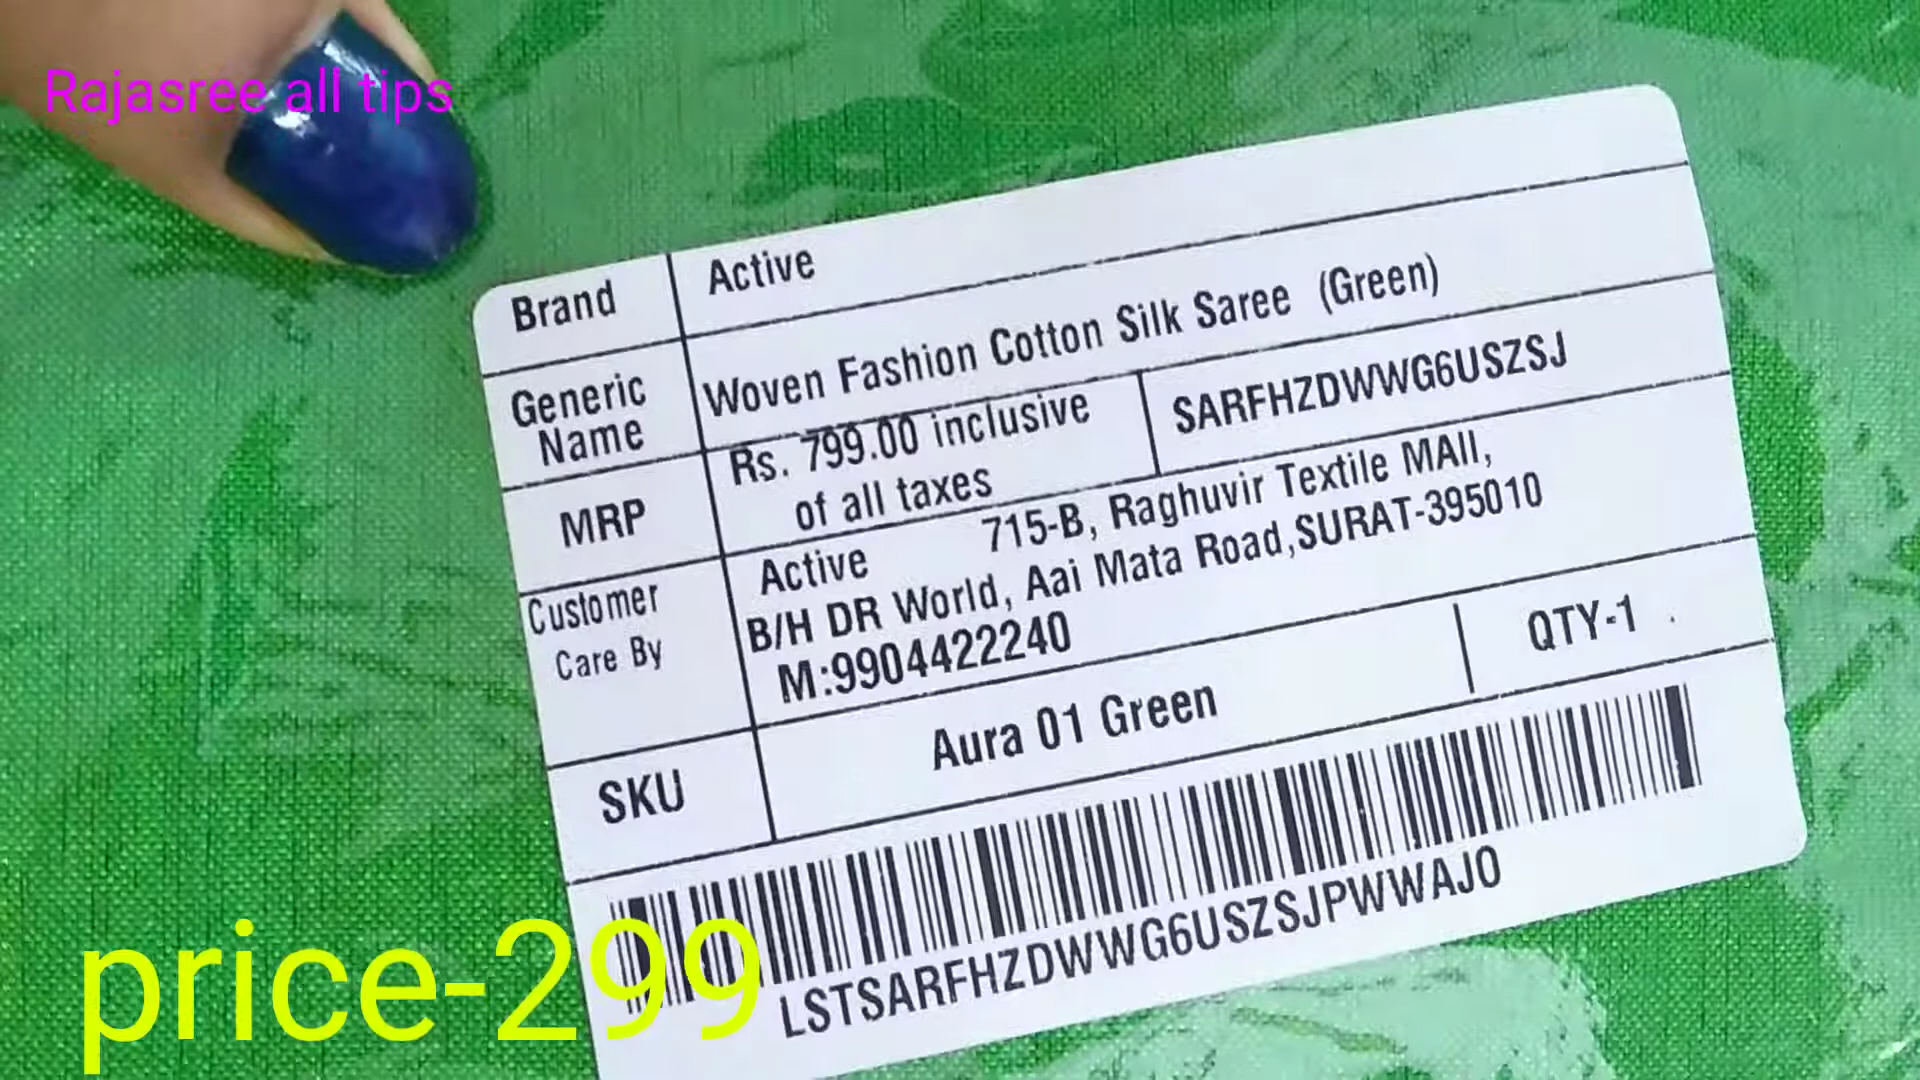 Rajasree all tips
Brand Active
Generic Name Woven Fashion Cotton Silk Saree (Green)
MRP Rs. 799.00 inclusive of all taxes SARFHZDWWG6USZSJ
Customer Care By Active 715-B, Raghuvir Textile MAll,
B/H DR World, Aai Mata Road,SURAT-395010
M:9904422240
SKU Aura 01 Green QTY-1
LSTSARFHZDWWG6USZSJPWWAJO
price-299